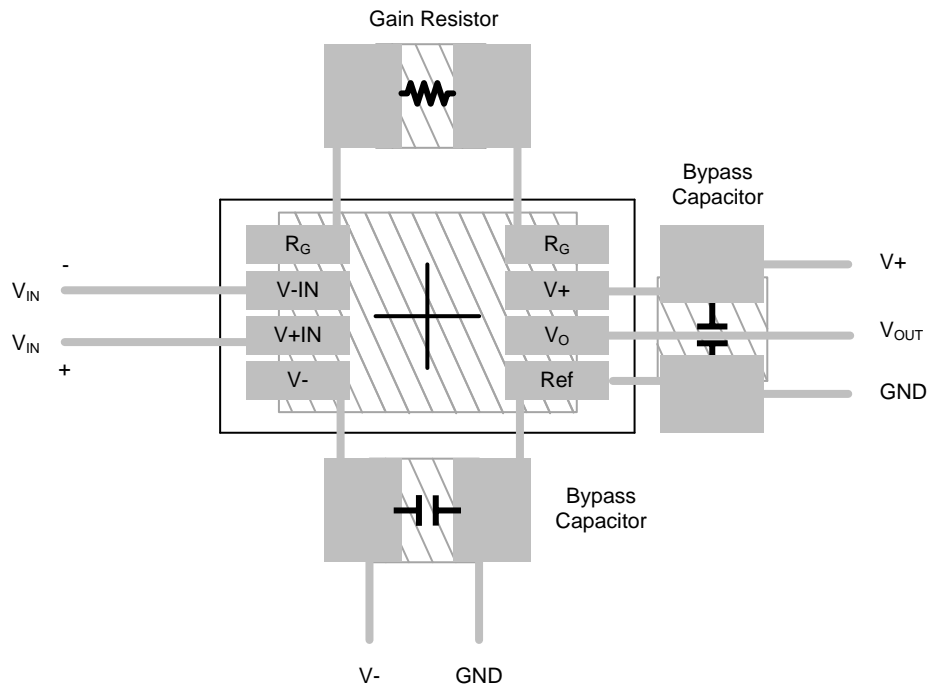 Gain Resistor
Bypass
Capacitor
RG
RG
V+
-
VIN
V-IN
V+
V+IN
VO
VOUT
VIN
+
V-
Ref
GND
Bypass
Capacitor
V-
GND